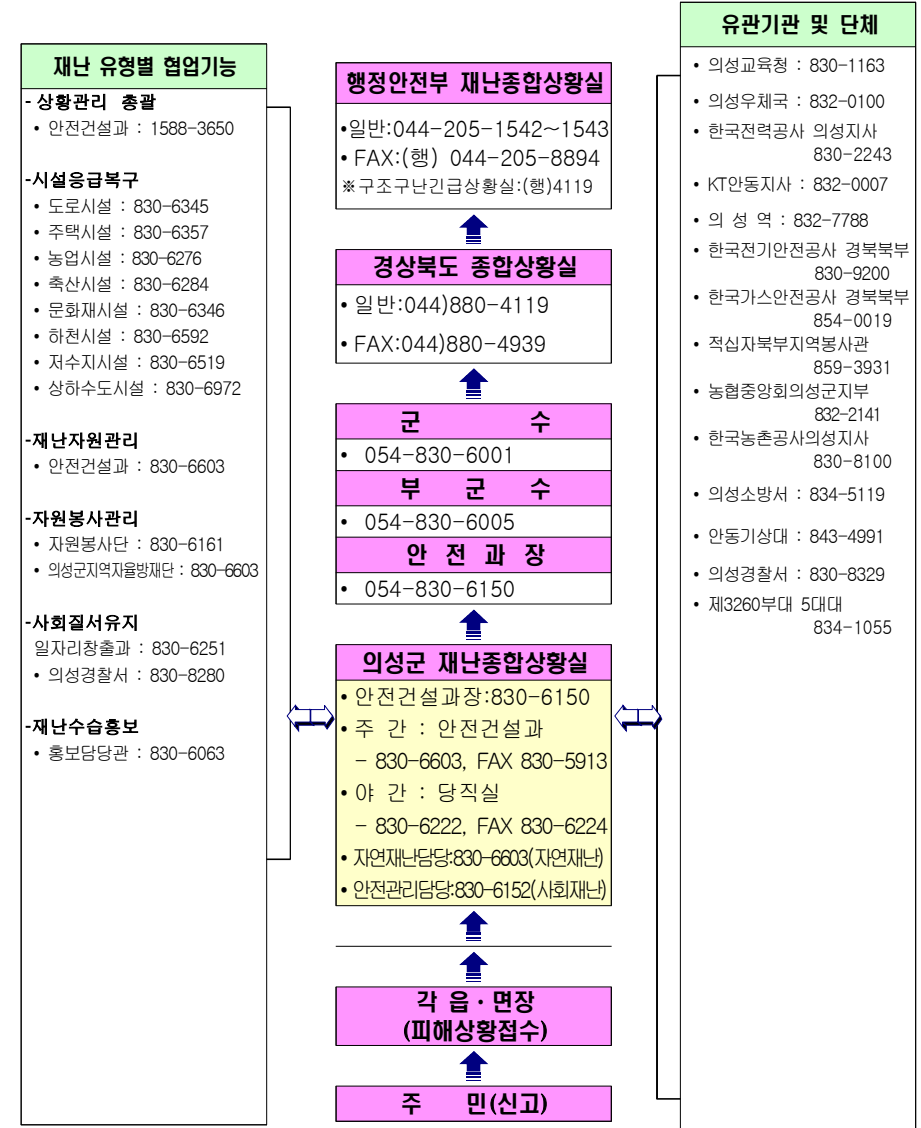 재난 유형별 협업기능
- 상황관리 총괄
• 안전건설과 : 1588-3650
-시설응급복구
• 도로시설 : 830-6345
• 주택시설 : 830-6357
• 농업시설 : 830-6276
• 축산시설 : 830-6284
• 문화재시설 : 830-6346
• 하천시설 : 830-6592
• 저수지시설 : 830-6519
• 상하수도시설 : 830-6972
-재난자원관리
• 안전건설과 : 830-6603
-자원봉사관리
• 자원봉사단 : 830-6161
• 의성군지역자율방재단 : 830-6603
-사회질서유지
일자리창출과 : 830-6251
• 의성경찰서 : 830-8280
-재난수습홍보
• 홍보담당관 : 830-6063
행정안전부 재난종합상황실
•일반:044-205-1542~1543
• FAX:(행) 044-205-8894
※구조구난긴급상황실:(행)4119
경상북도 종합상황실
• 일반:044)880-4119
• FAX:044)880-4939
군 수
• 054-830-6001
부 군 수
• 054-830-6005
안 전 과 장
• 054-830-6150
의성군 재난종합상황실
• 안전건설과장:830-6150
• 주 간 : 안전건설과
- 830-6603, FAX 830-5913
• 야 간 : 당직실
- 830-6222, FAX 830-6224
• 자연재난담당:830-6603(자연재난)
• 안전관리담당:830-6152(사회재난)
각 읍·면장
(피해상황접수)
주 민(신고)
유관기관 및 단체
• 의성교육청 : 830-1163
• 의성우체국 : 832-0100
• 한국전력공사 의성지사
830-2243
• KT안동지사 : 832-0007
• 의 성 역 : 832-7788
• 한국전기안전공사 경북북부
830-9200
• 한국가스안전공사 경북북부
854-0019
• 적십자북부지역봉사관
859-3931
• 농협중앙회의성군지부
832-2141
• 한국농촌공사의성지사
830-8100
• 의성소방서 : 834-5119
• 안동기상대 : 843-4991
• 의성경찰서 : 830-8329
• 제3260부대 5대대
834-1055